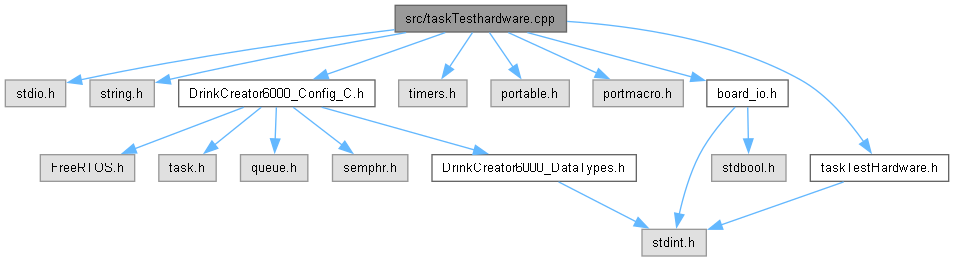 src/taskTesthardware.cpp
stdio.h
string.h
DrinkCreator6000_Config_C.h
timers.h
portable.h
portmacro.h
board_io.h
FreeRTOS.h
task.h
queue.h
semphr.h
DrinkCreator6000_DataTypes.h
stdbool.h
taskTestHardware.h
stdint.h